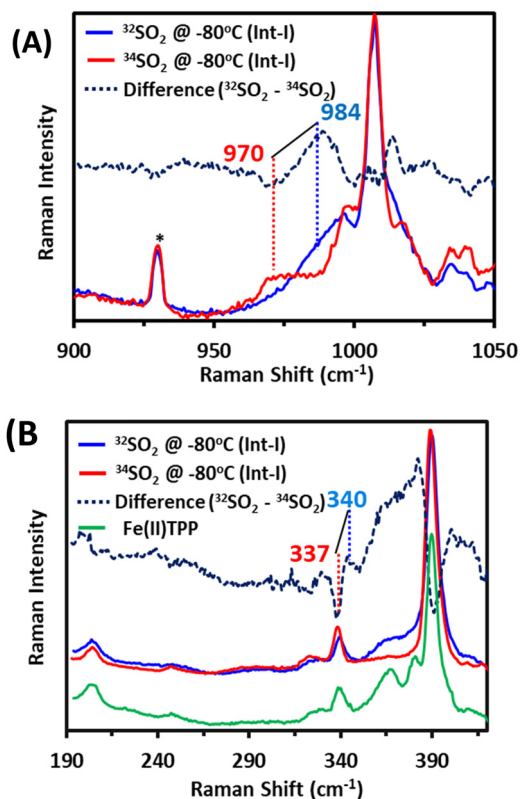 (A)
³²SO₂ @ -80ºC (Int-I)
³⁴SO₂ @ -80ºC (Int-I)
Difference (³²SO₂ - ³⁴SO₂)
984
970
*
Raman Intensity
900 950 1000 1050
Raman Shift (cm⁻¹)
(B
³²SO₂ @ -80ºC (Int-I)
³⁴SO₂ @ -80ºC (Int-I)
Difference (³²SO₂ - ³⁴SO₂)
340
Fe(II)TPP
337
Raman Intensity
190 240 290 340 390
Raman Shift (cm⁻¹)